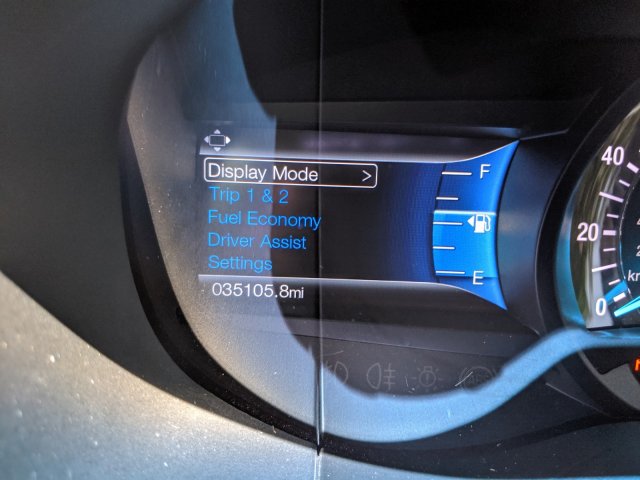 Display Mode >
Trip 1 & 2
Fuel Economy
Driver Assist
Settings
035105.8mi
F
E
40
20
0